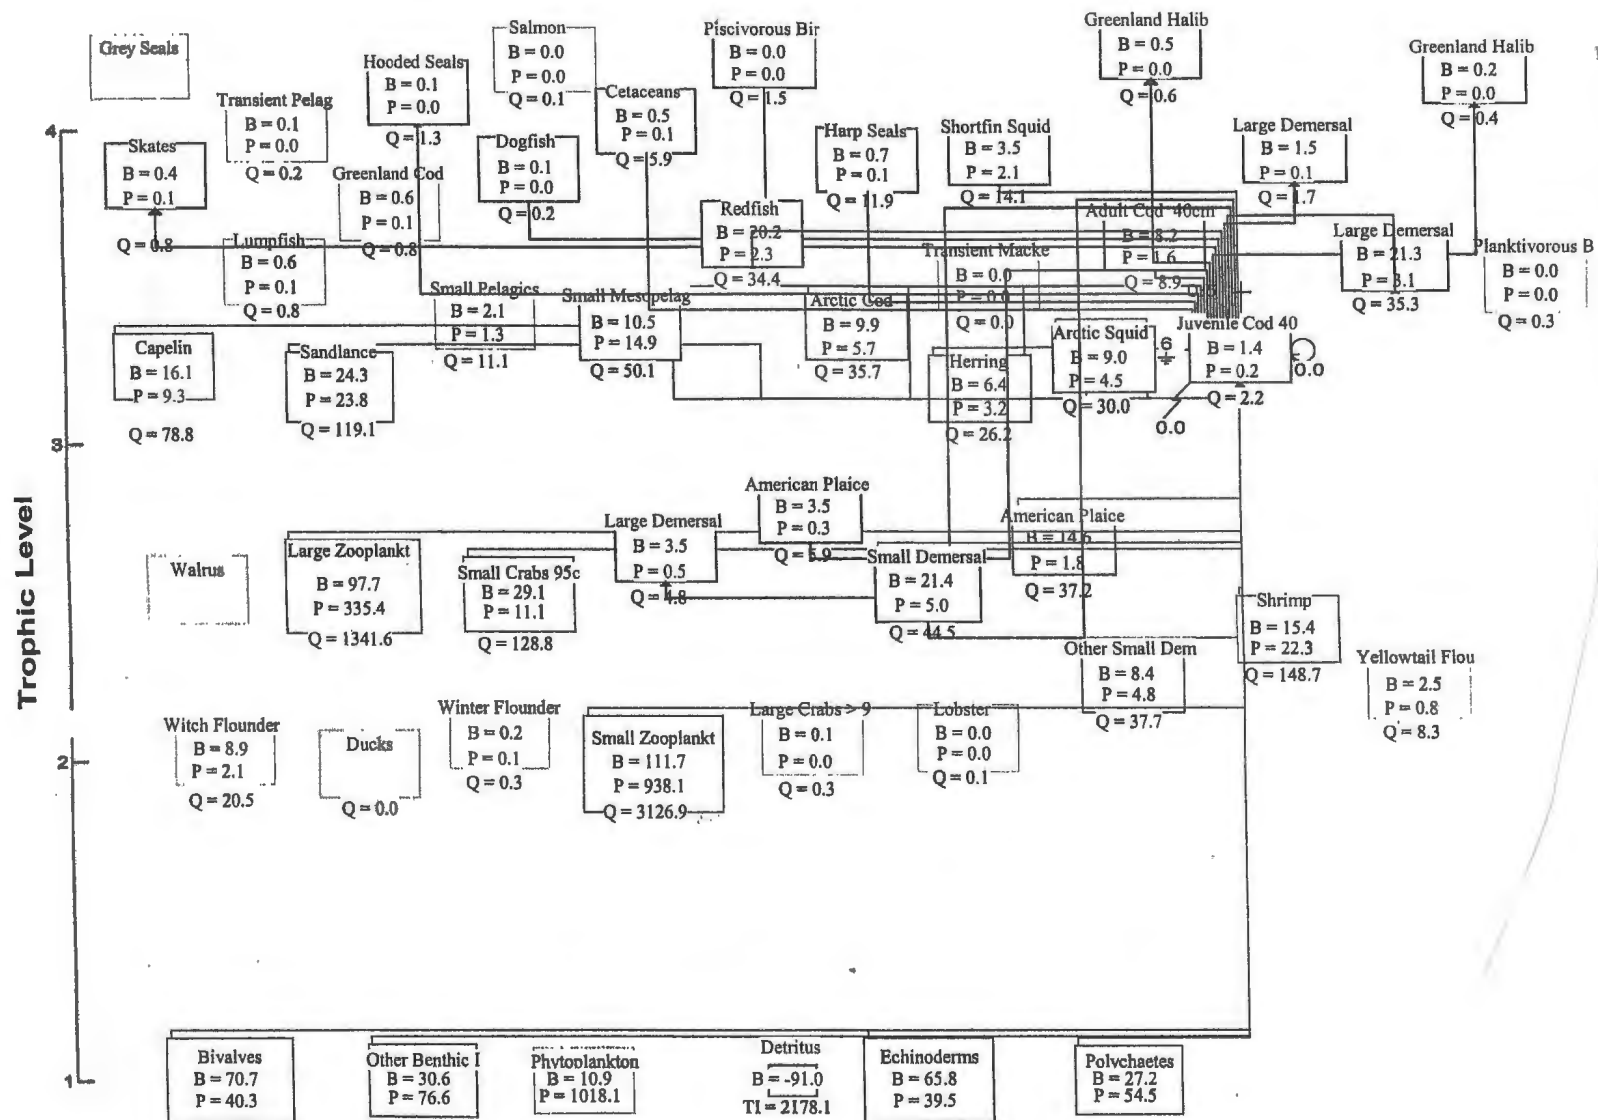 Grey Seals
Transient Pelag
B = 0.1
P = 0.0
Q = 0.2
Hooded Seals
B = 0.1
P = 0.0
Q = 1.3
Salmon
B = 0.0
P = 0.0
Q = 0.1
Cetaceans
B = 0.5
P = 0.1
Q = 5.9
Piscivorous Bir
B = 0.0
P = 0.0
Q = 1.5
Greenland Halib
B = 0.5
P = 0.0
Q = 0.6
Greenland Halib
B = 0.2
P = 0.0
Q = 0.4
4
Skates
B = 0.4
P = 0.1
Q = 0.8
Greenland Cod
B = 0.6
P = 0.1
Q = 0.8
Dogfish
B = 0.1
P = 0.0
Q = 0.2
Harp Seals
B = 0.7
P = 0.1
Q = 11.9
Shortfin Squid
B = 3.5
P = 2.1
Q = 14.1
Large Demersal
B = 1.5
P = 0.1
Q = 1.7
Lumpfish
B = 0.6
P = 0.1
Q = 0.8
Redfish
B = 20.2
P = 2.3
Q = 34.4
Adult Cod 40cm
B = 8.2
P = 1.6
Q = 8.9
Transient Macke
B = 0.0
P = 0.0
Q = 0.0
Large Demersal
B = 21.3
P = 3.1
Q = 35.3
Planktivorous B
B = 0.0
P = 0.0
Q = 0.3
Small Pelagics
B = 2.1
P = 1.3
Q = 11.1
Small Mesopelag
B = 10.5
P = 14.9
Q = 50.1
Arctic Cod
B = 9.9
P = 5.7
Q = 35.7
Capelin
B = 16.1
P = 9.3
Q = 78.8
Sandlance
B = 24.3
P = 23.8
Q = 119.1
Herring
B = 6.4
P = 3.2
Q = 26.2
Arctic Squid
B = 9.0
P = 4.5
Q = 30.0
.6
Juvenile Cod 40
B = 1.4
P = 0.2
Q = 2.2
0.0
0.0
3
Trophic Level
American Plaice
B = 3.5
P = 0.3
Q = 5.9
Large Demersal
B = 3.5
P = 0.5
Q = 4.8
American Plaice
B = 14.6
P = 1.8
Q = 37.2
Walrus
Large Zooplankt
B = 97.7
P = 335.4
Q = 1341.6
Small Crabs 95c
B = 29.1
P = 11.1
Q = 128.8
Small Demersal
B = 21.4
P = 5.0
Q = 44.5
Shrimp
B = 15.4
P = 22.3
Q = 148.7
Other Small Dem
B = 8.4
P = 4.8
Q = 37.7
Yellowtail Flou
B = 2.5
P = 0.8
Q = 8.3
2
Witch Flounder
B = 8.9
P = 2.1
Q = 20.5
Ducks
Q = 0.0
Winter Flounder
B = 0.2
P = 0.1
Q = 0.3
Small Zooplankt
B = 111.7
P = 938.1
Q = 3126.9
Large Crabs > 9
B = 0.1
P = 0.0
Q = 0.3
Lobster
B = 0.0
P = 0.0
Q = 0.1
1
Bivalves
B = 70.7
P = 40.3
Other Benthic I
B = 30.6
P = 76.6
Phytoplankton
B = 10.9
P = 1018.1
Detritus
B = -91.0
TI = 2178.1
Echinoderms
B = 65.8
P = 39.5
Polychaetes
B = 27.2
P = 54.5